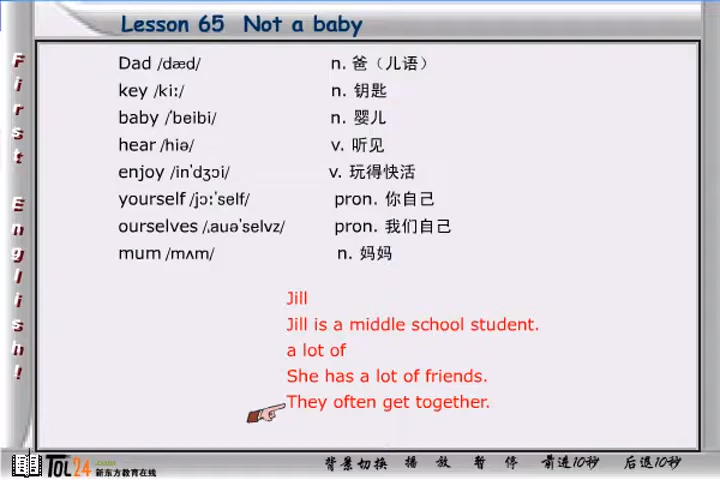 Lesson 65 Not a baby
First English!
Dad /dæd/ n. 爸（儿语）
key /kiː/ n. 钥匙
baby /ˈbeibi/ n. 婴儿
hear /hiə/ v. 听见
enjoy /inˈdʒɔi/ v. 玩得快活
yourself /jɔːˈself/ pron. 你自己
ourselves /ˌauəˈselvz/ pron. 我们自己
mum /mʌm/ n. 妈妈
Jill
Jill is a middle school student.
a lot of
She has a lot of friends.
They often get together.
TOL24.com 新东方教育在线
背景切换 播放 暂停 前进10秒 后退10秒